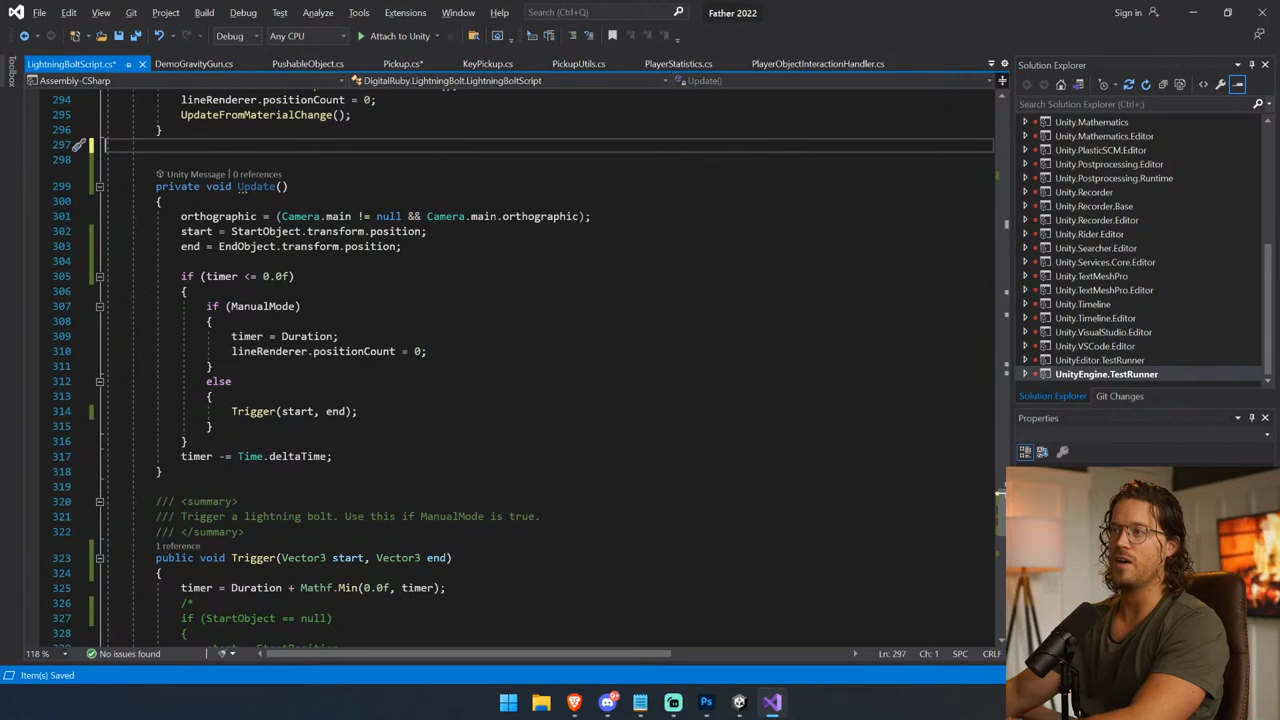 File Edit View Git Project Build Debug Test Analyze Tools Extensions Window Help Search (Ctrl+Q) Father 2022 Sign in
Debug Any CPU Attach to Unity
Toolbox
LightningBoltScript.cs* DemoGravityGun.cs PushableObject.cs Pickup.cs* KeyPickup.cs PickupUtils.cs PlayerStatistics.cs PlayerObjectInteractionHandler.cs
Assembly-CSharp DigitalRuby.LightningBolt.LightningBoltScript Update()
294 lineRenderer.positionCount = 0;
295 UpdateFromMaterialChange();
296 }
297
298
Unity Message | 0 references
299 private void Update()
300 {
301 orthographic = (Camera.main != null && Camera.main.orthographic);
302 start = StartObject.transform.position;
303 end = EndObject.transform.position;
304
305 if (timer <= 0.0f)
306 {
307 if (ManualMode)
308 {
309 timer = Duration;
310 lineRenderer.positionCount = 0;
311 }
312 else
313 {
314 Trigger(start, end);
315 }
316 }
317 timer -= Time.deltaTime;
318 }
319
320 /// <summary>
321 /// Trigger a lightning bolt. Use this if ManualMode is true.
322 /// </summary>
1 reference
323 public void Trigger(Vector3 start, Vector3 end)
324 {
325 timer = Duration + Mathf.Min(0.0f, timer);
326 /*
327 if (StartObject == null)
328 {
118 % No issues found Ln: 297 Ch: 1 SPC CRLF
Item(s) Saved
Solution Explorer
Search Solution Explorer (Ctrl+;)
Unity.Mathematics
Unity.Mathematics.Editor
Unity.PlasticSCM.Editor
Unity.Postprocessing.Editor
Unity.Postprocessing.Runtime
Unity.Recorder
Unity.Recorder.Base
Unity.Recorder.Editor
Unity.Rider.Editor
Unity.Searcher.Editor
Unity.Services.Core.Editor
Unity.TextMeshPro
Unity.TextMeshPro.Editor
Unity.Timeline
Unity.Timeline.Editor
Unity.VisualStudio.Editor
Unity.VSCode.Editor
UnityEditor.TestRunner
UnityEngine.TestRunner
Solution Explorer Git Changes
Properties